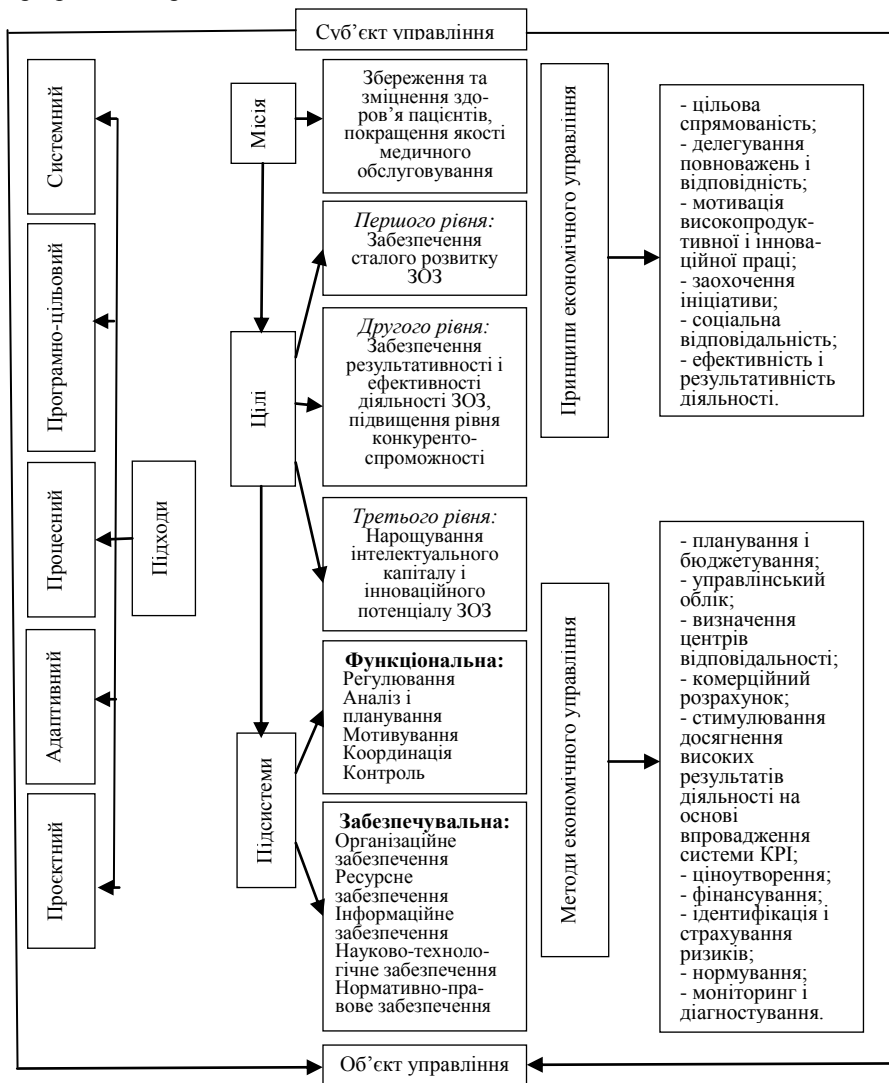 Суб’єкт управління
Системний
Програмно-цільовий
Процесний
Адаптивний
Проєктний
Підходи
Місія
Цілі
Підсистеми
Збереження та
зміцнення здо-
ров’я пацієнтів,
покращення якості
медичного
обслуговування
Першого рівня:
Забезпечення
сталого розвитку
ЗОЗ
Другого рівня:
Забезпечення
результативності і
ефективності
діяльності ЗОЗ,
підвищення рівня
конкуренто-
спроможності
Третього рівня:
Нарощування
інтелектуального
капіталу і
інноваційного
потенціалу ЗОЗ
Функціональна:
Регулювання
Аналіз і
планування
Мотивування
Координація
Контроль
Забезпечувальна:
Організаційне
забезпечення
Ресурсне
забезпечення
Інформаційне
забезпечення
Науково-техноло-
гічне забезпечення
Нормативно-пра-
вове забезпечення
Принципи економічного управління
- цільова
спрямованість;
- делегування
повноважень і
відповідність;
- мотивація
високопродук-
тивної і іннова-
ційної праці;
- заохочення
ініціативи;
- соціальна
відповідальність;
- ефективність і
результативність
діяльності.
Методи економічного управління
- планування і
бюджетування;
- управлінський
облік;
- визначення
центрів
відповідальності;
- комерційний
розрахунок;
- стимулювання
досягнення
високих
результатів
діяльності на
основі
впровадження
системи KPI;
- ціноутворення;
- фінансування;
- ідентифікація і
страхування
ризиків;
- нормування;
- моніторинг і
діагностування.
Об’єкт управління